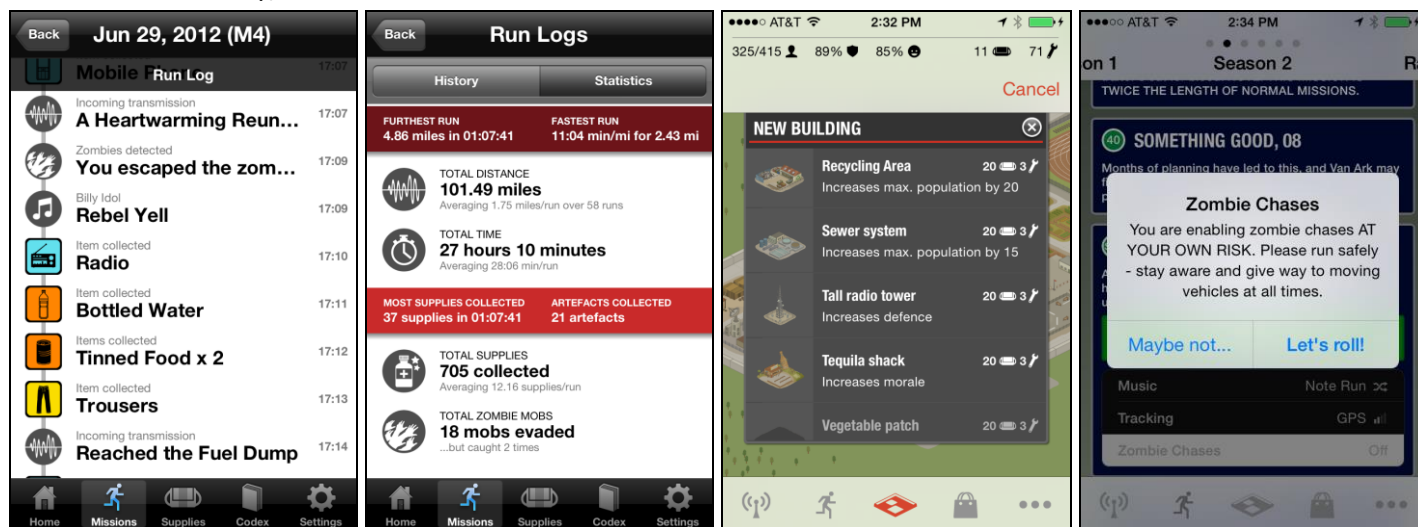 Back
Jun 29, 2012 (M4)
Mobile Ph
17:07
Run Log
Incoming transmission
A Heartwarming Reun...
17:07
Zombies detected
You escaped the zom...
17:09
Billy Idol
Rebel Yell
17:09
Item collected
Radio
17:10
Item collected
Bottled Water
17:11
Items collected
Tinned Food x 2
17:12
Item collected
Trousers
17:13
Incoming transmission
Reached the Fuel Dump
17:14
Home Missions Supplies Codex Settings
Back
Run Logs
History Statistics
FURTHEST RUN
4.86 miles in 01:07:41
FASTEST RUN
11:04 min/mi for 2.43 mi
TOTAL DISTANCE
101.49 miles
Averaging 1.75 miles/run over 58 runs
TOTAL TIME
27 hours 10 minutes
Averaging 28:06 min/run
MOST SUPPLIES COLLECTED
37 supplies in 01:07:41
ARTEFACTS COLLECTED
21 artefacts
TOTAL SUPPLIES
705 collected
Averaging 12.16 supplies/run
TOTAL ZOMBIE MOBS
18 mobs evaded
...but caught 2 times
Home Missions Supplies Codex Settings
AT&T 2:32 PM
325/415 89% 85% 11 71
Cancel
NEW BUILDING
Recycling Area 20 3
Increases max. population by 20
Sewer system 20 3
Increases max. population by 15
Tall radio tower 20 3
Increases defence
Tequila shack 20 3
Increases morale
Vegetable patch 20 3
AT&T 2:34 PM
on 1 Season 2 R
TWICE THE LENGTH OF NORMAL MISSIONS.
40 SOMETHING GOOD, 08
Months of planning have led to this, and Van Ark may
Zombie Chases
You are enabling zombie chases AT
YOUR OWN RISK. Please run safely
- stay aware and give way to moving
vehicles at all times.
Maybe not... Let's roll!
Music Note Run
Tracking GPS
Zombie Chases Off